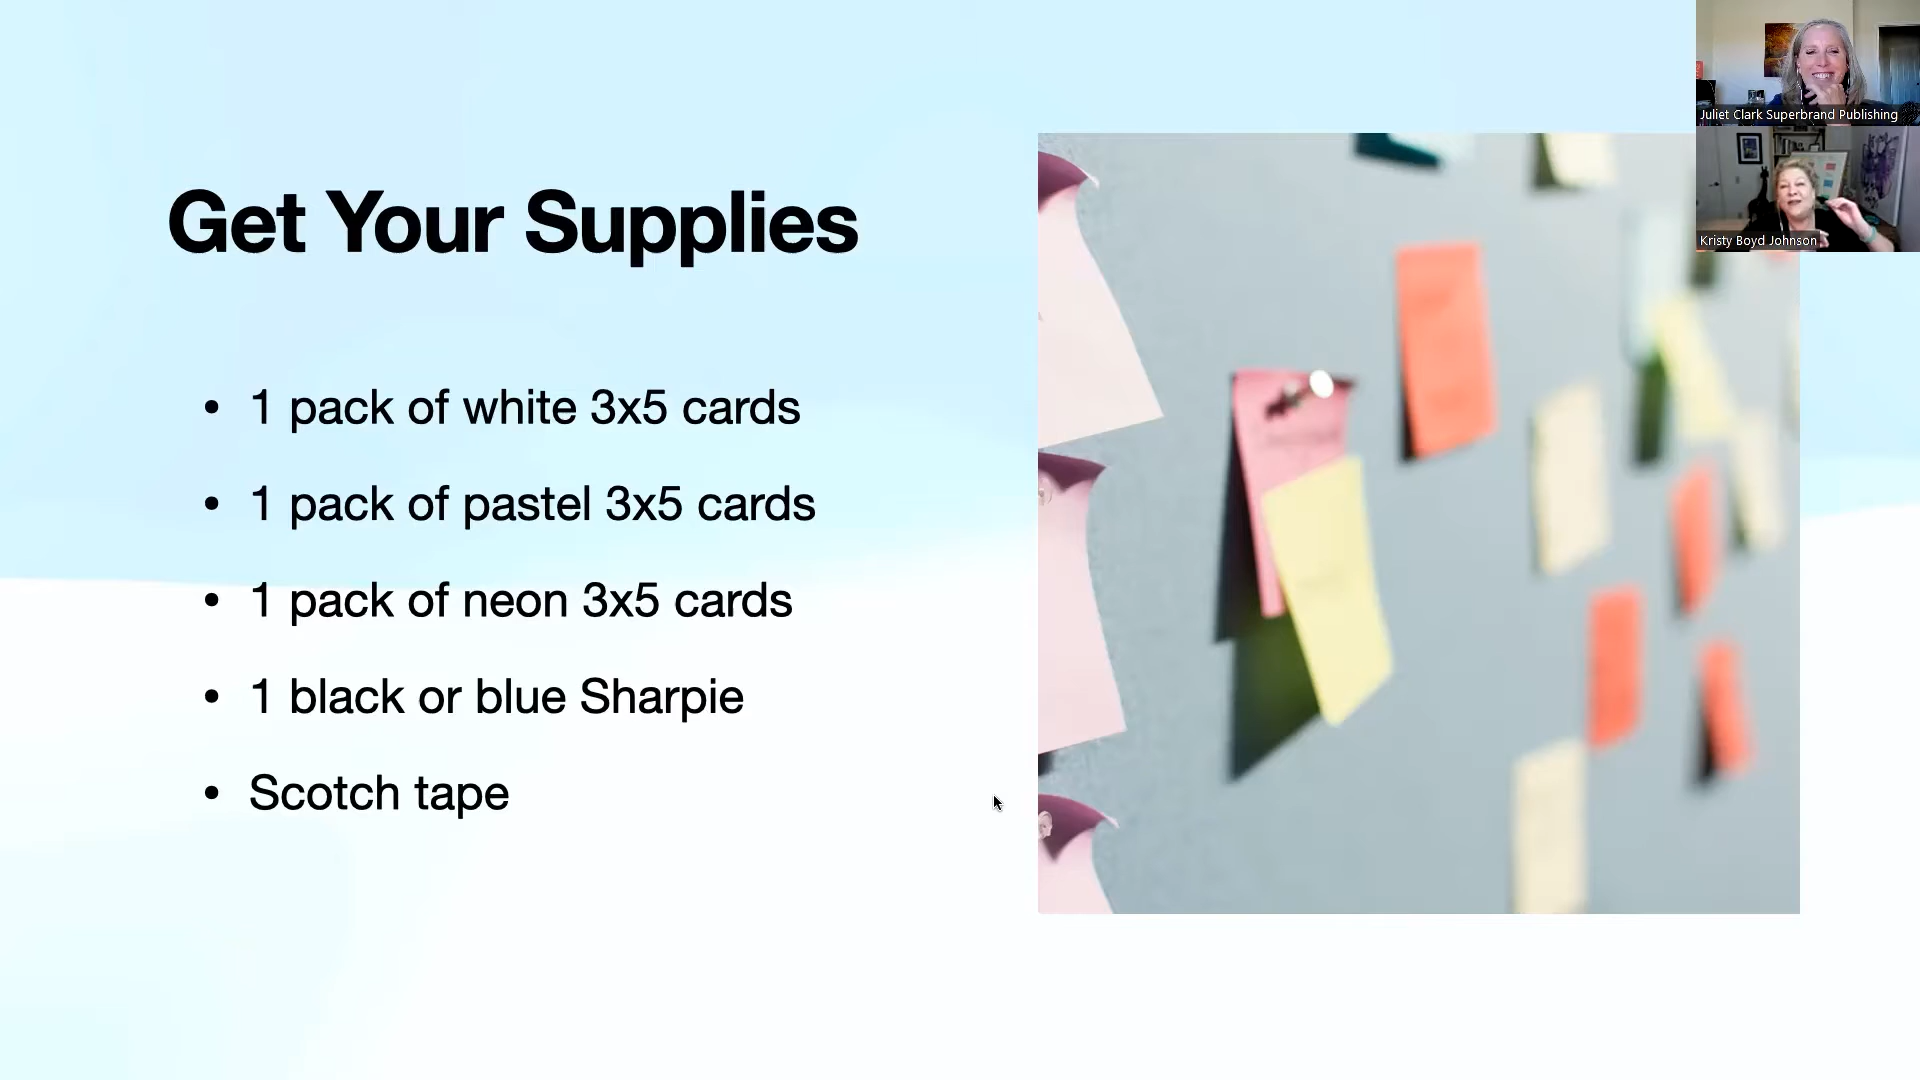 Get Your Supplies
• 1 pack of white 3x5 cards
• 1 pack of pastel 3x5 cards
• 1 pack of neon 3x5 cards
• 1 black or blue Sharpie
• Scotch tape
Juliet Clark Superbrand Publishing
Kristy Boyd Johnson